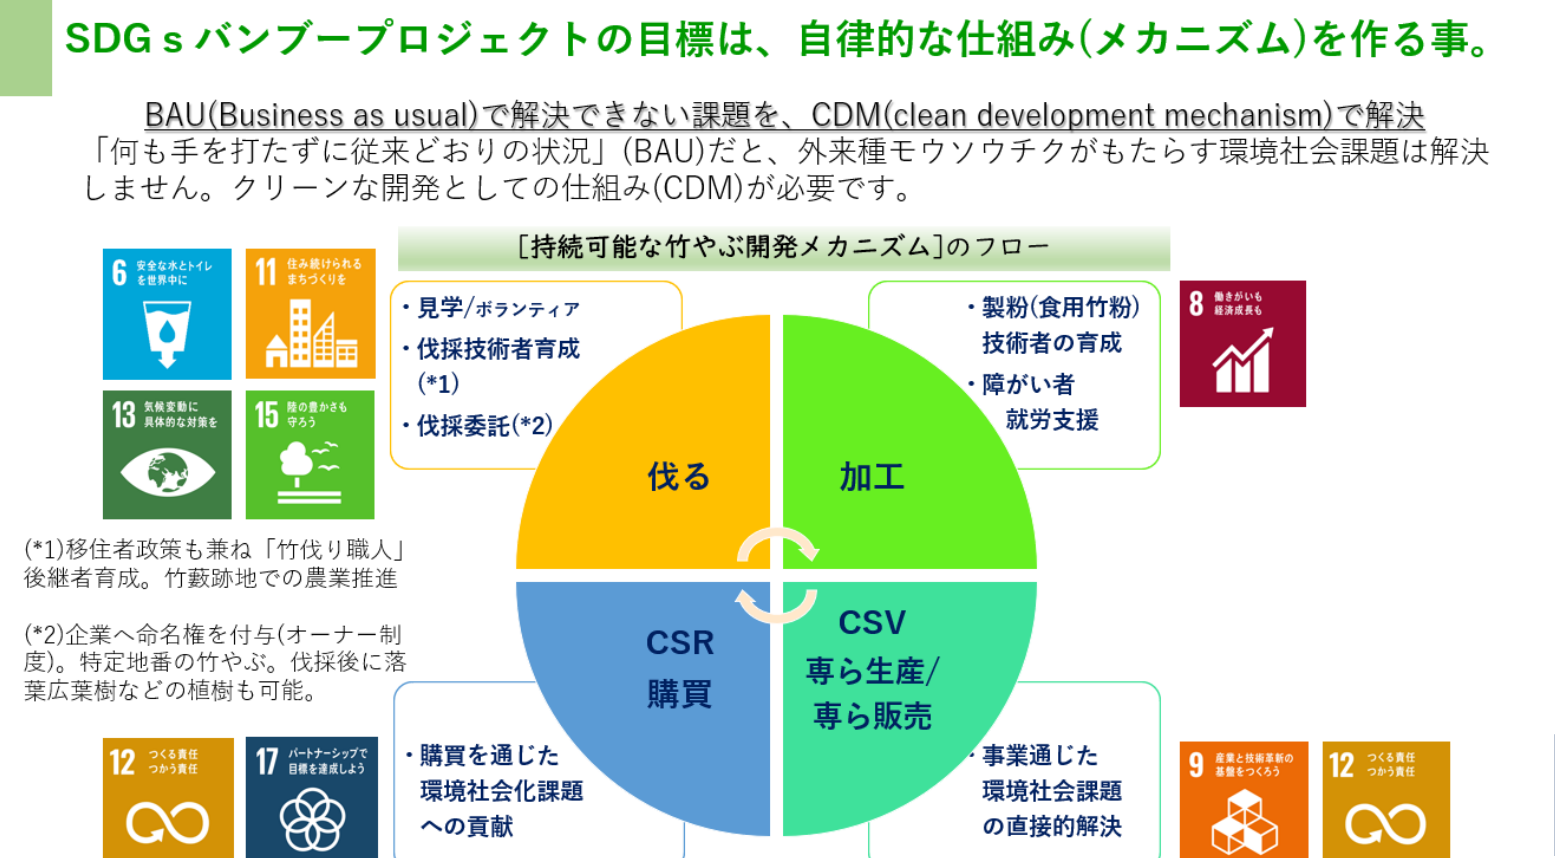 SDGｓバンブープロジェクトの目標は、自律的な仕組み(メカニズム)を作る事。
BAU(Business as usual)で解決できない課題を、CDM(clean development mechanism)で解決
「何も手を打たずに従来どおりの状況」(BAU)だと、外来種モウソウチクがもたらす環境社会課題は解決
しません。クリーンな開発としての仕組み(CDM)が必要です。
[持続可能な竹やぶ開発メカニズム]のフロー
6 安全な水とトイレ
を世界中に
11 住み続けられる
まちづくりを
13 気候変動に
具体的な対策を
15 陸の豊かさも
守ろう
・見学/ボランティア
・伐採技術者育成
(*1)
・伐採委託(*2)
・製粉(食用竹粉)
技術者の育成
・障がい者
就労支援
8 働きがいも
経済成長も
伐る
加工
(*1)移住者政策も兼ね「竹伐り職人」
後継者育成。竹藪跡地での農業推進
(*2)企業へ命名権を付与(オーナー制
度)。特定地番の竹やぶ。伐採後に落
葉広葉樹などの植樹も可能。
CSR
購買
CSV
専ら生産/
専ら販売
12 つくる責任
つかう責任
17 パートナーシップで
目標を達成しよう
・購買を通じた
環境社会化課題
への貢献
・事業通じた
環境社会課題
の直接的解決
9 産業と技術革新の
基盤をつくろう
12 つくる責任
つかう責任